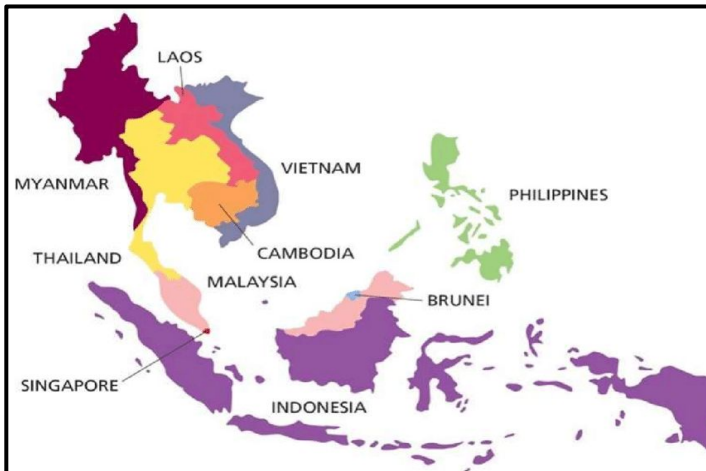 LAOS
VIETNAM
MYANMAR
PHILIPPINES
CAMBODIA
THAILAND
MALAYSIA
BRUNEI
SINGAPORE
INDONESIA